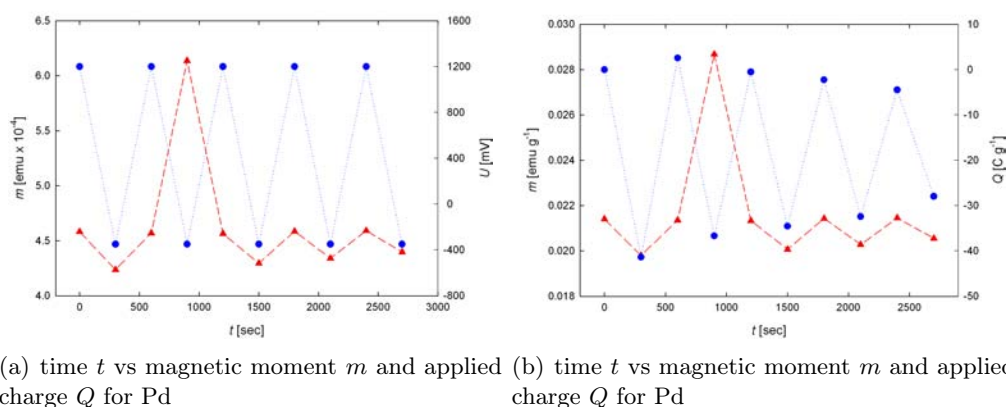 6.5
6.0
5.5
5.0
4.5
4.0
m [emu x 10⁻⁴]
1600
1200
800
400
0
-400
-800
U [mV]
0 500 1000 1500 2000 2500 3000
t [sec]
0.030
0.028
0.026
0.024
0.022
0.020
0.018
m [emu g⁻¹]
10
0
-10
-20
-30
-40
-50
Q [C g⁻¹]
0 500 1000 1500 2000 2500
t [sec]
(a) time t vs magnetic moment m and applied
charge Q for Pd
(b) time t vs magnetic moment m and applied
charge Q for Pd